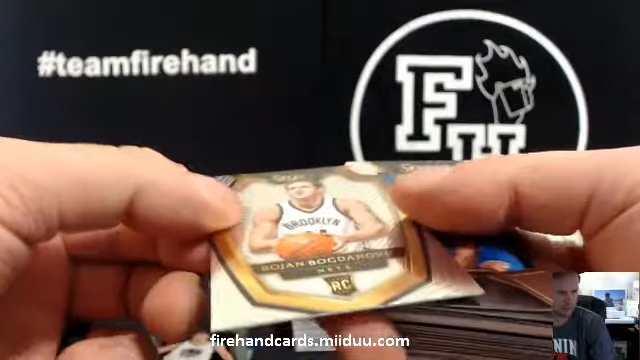 #teamfirehand
FH
BROOKLYN
BOJAN BOGDANOVIC
NETS
RC
firehandcards.miiduu.com